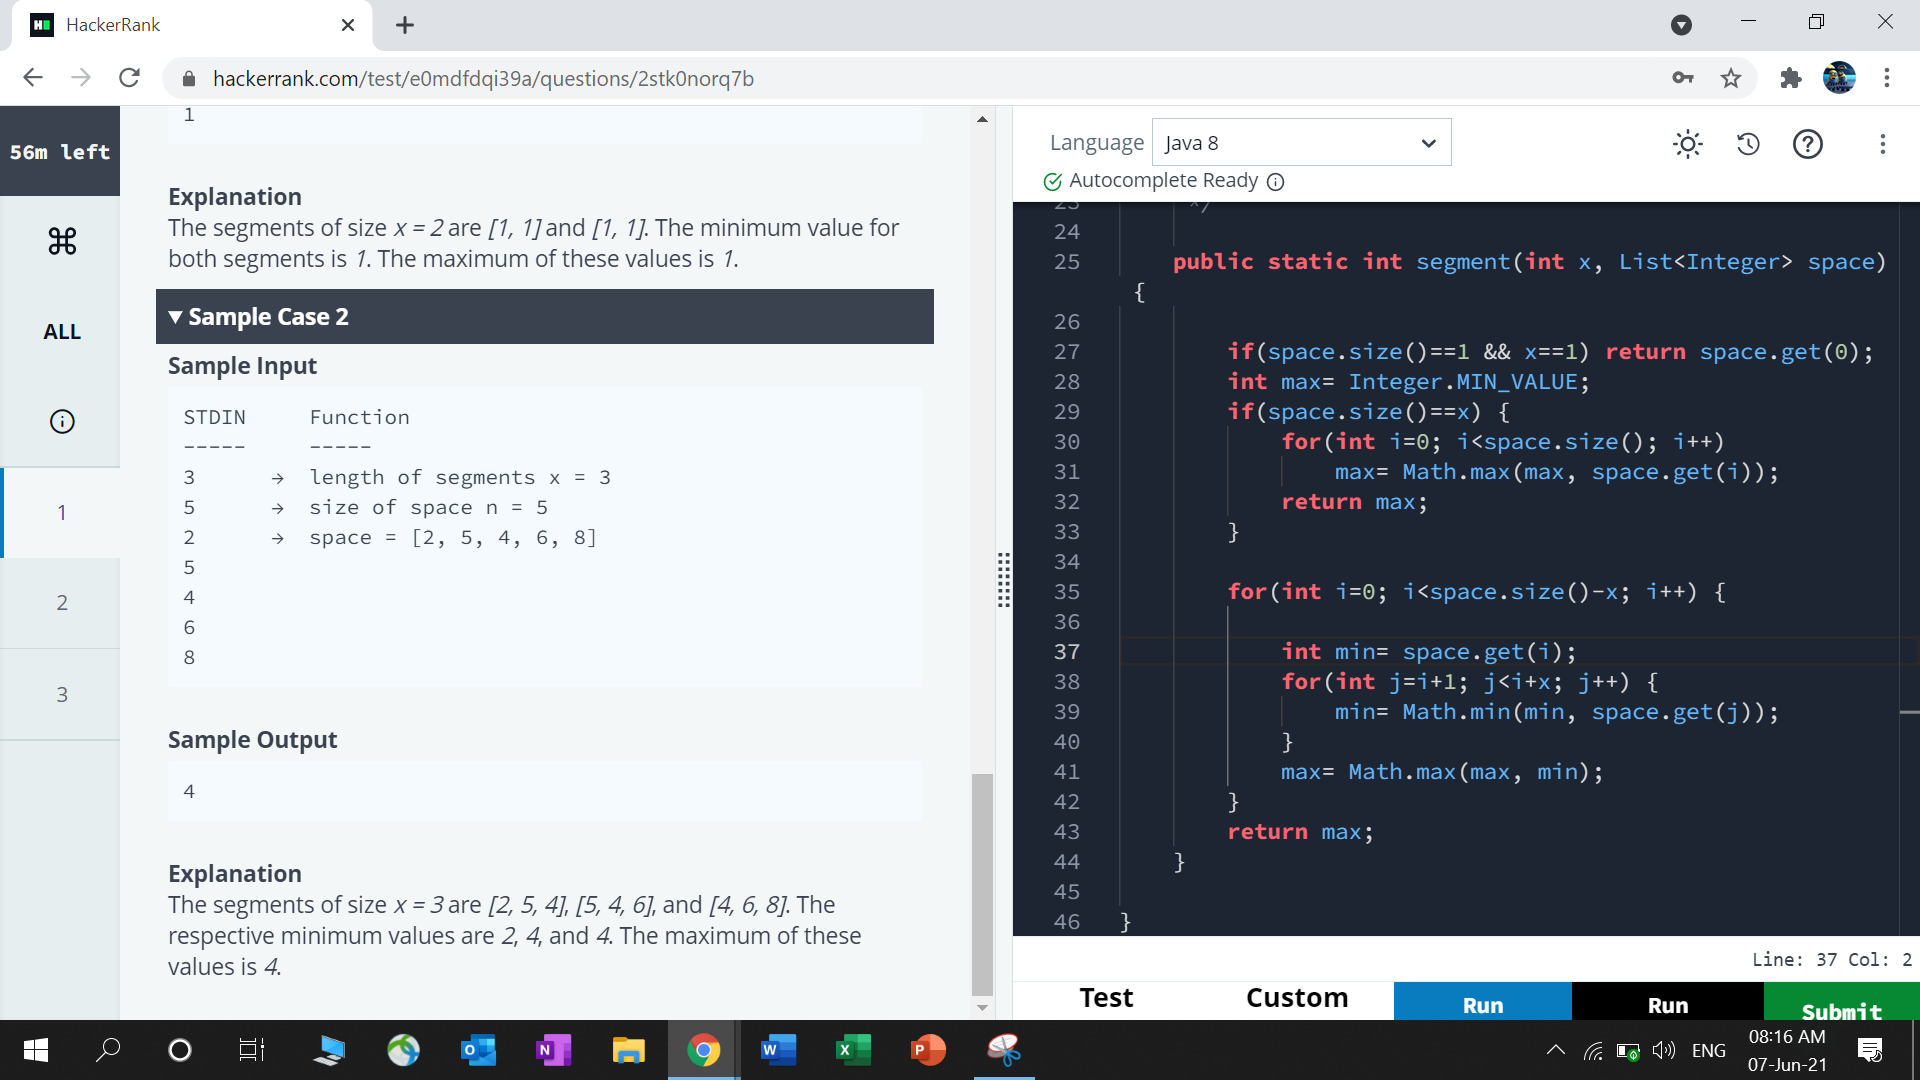 HackerRank
hackerrank.com/test/e0mdfdqi39a/questions/2stk0norq7b
56m left
ALL
1
2
3
1
Explanation
The segments of size x = 2 are [1, 1] and [1, 1]. The minimum value for
both segments is 1. The maximum of these values is 1.
▼ Sample Case 2
Sample Input
STDIN Function
----- -----
3 → length of segments x = 3
5 → size of space n = 5
2 → space = [2, 5, 4, 6, 8]
5
4
6
8
Sample Output
4
Explanation
The segments of size x = 3 are [2, 5, 4], [5, 4, 6], and [4, 6, 8]. The
respective minimum values are 2, 4, and 4. The maximum of these
values is 4.
Language Java 8
Autocomplete Ready
23 */
24
25 public static int segment(int x, List<Integer> space)
{
26
27 if(space.size()==1 && x==1) return space.get(0);
28 int max= Integer.MIN_VALUE;
29 if(space.size()==x) {
30 for(int i=0; i<space.size(); i++)
31 max= Math.max(max, space.get(i));
32 return max;
33 }
34
35 for(int i=0; i<space.size()-x; i++) {
36
37 int min= space.get(i);
38 for(int j=i+1; j<i+x; j++) {
39 min= Math.min(min, space.get(j));
40 }
41 max= Math.max(max, min);
42 }
43 return max;
44 }
45
46 }
Line: 37 Col: 2
Test Custom Run Run Submit
ENG
08:16 AM
07-Jun-21